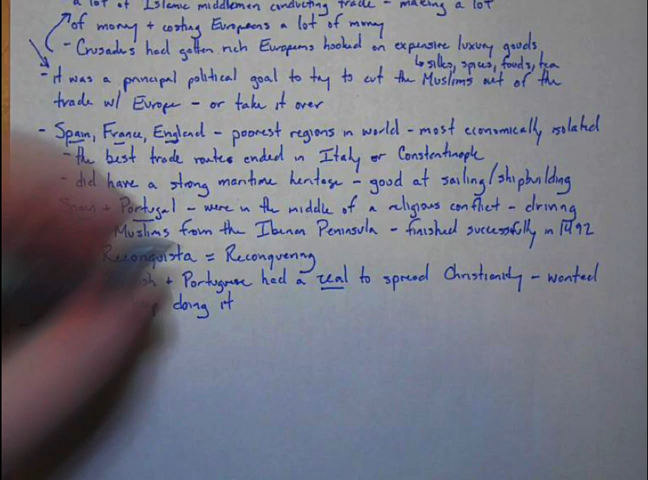 a lot of Islamic middlemen conducting trade - making a lot
of money + costing Europeans a lot of money
- Crusades had gotten rich Europeans hooked on expensive luxury goods
↳ silks, spices, foods, tea
- it was a principal political goal to try to cut the Muslims out of the
trade w/ Europe - or take it over
- Spain, France, England - poorest regions in world - most economically isolated
- the best trade routes ended in Italy or Constantinople
- did have a strong maritime heritage - good at sailing/shipbuilding
Spain + Portugal - were in the middle of a religious conflict - driving
Muslims from the Iberian Peninsula - finished successfully in 1492
Reconquista = Reconquering
+ Portuguese had a zeal to spread Christianity - wanted
doing it